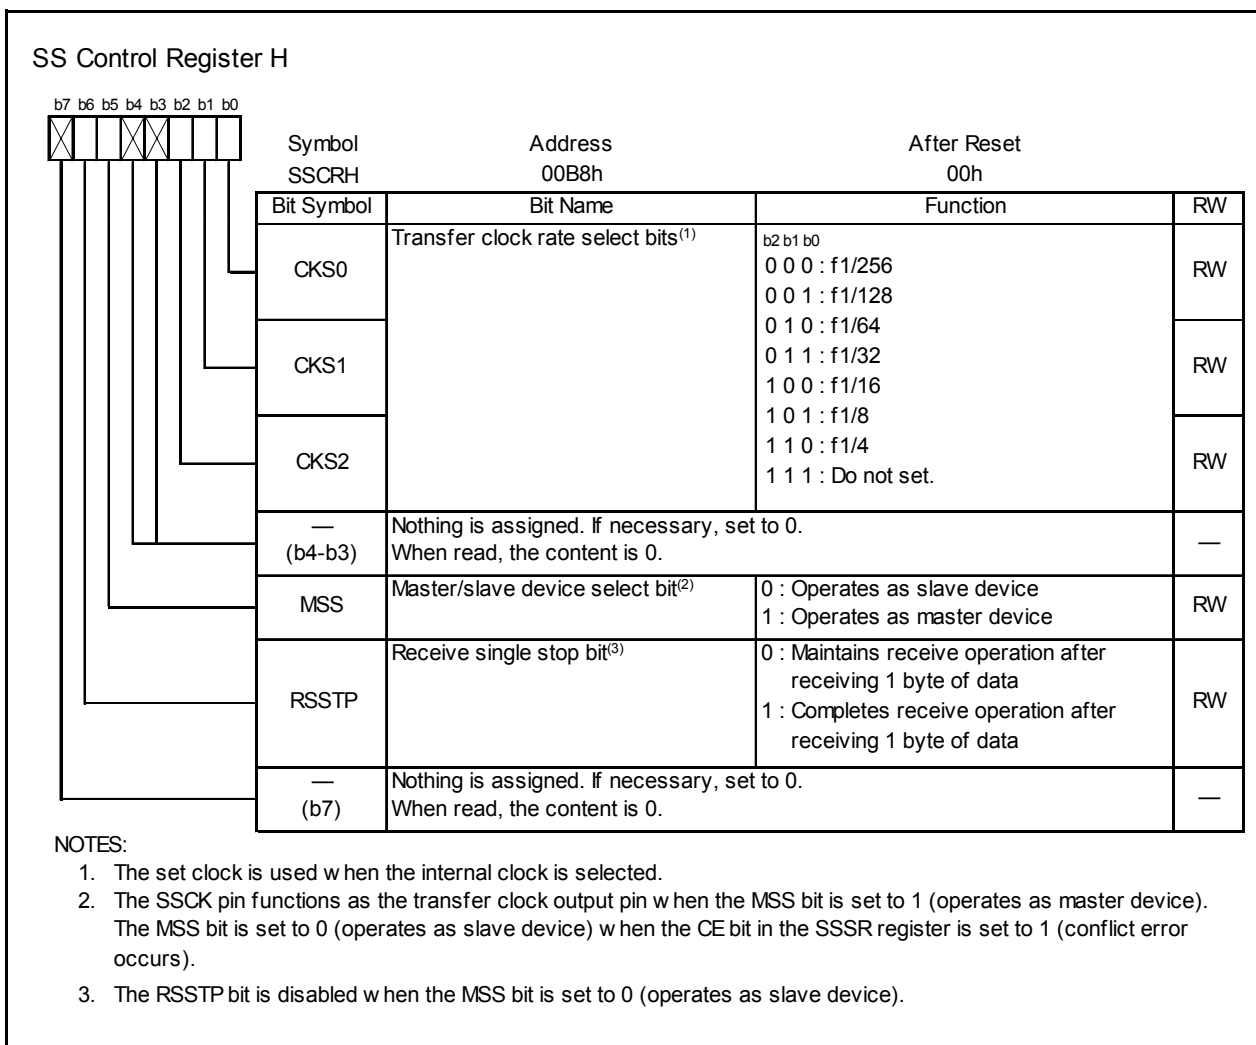 SS Control Register H
b7 b6 b5 b4 b3 b2 b1 b0
Symbol Address After Reset
SSCRH 00B8h 00h
Bit Symbol Bit Name Function RW
CKS0 Transfer clock rate select bits(1) b2 b1 b0 RW
0 0 0 : f1/256
0 0 1 : f1/128
0 1 0 : f1/64
CKS1 0 1 1 : f1/32 RW
1 0 0 : f1/16
1 0 1 : f1/8
CKS2 1 1 0 : f1/4 RW
1 1 1 : Do not set.
— Nothing is assigned. If necessary, set to 0. —
(b4-b3) When read, the content is 0.
MSS Master/slave device select bit(2) 0 : Operates as slave device RW
1 : Operates as master device
RSSTP Receive single stop bit(3) 0 : Maintains receive operation after RW
receiving 1 byte of data
1 : Completes receive operation after
receiving 1 byte of data
— Nothing is assigned. If necessary, set to 0. —
(b7) When read, the content is 0.
NOTES:
1. The set clock is used when the internal clock is selected.
2. The SSCK pin functions as the transfer clock output pin when the MSS bit is set to 1 (operates as master device).
The MSS bit is set to 0 (operates as slave device) when the CE bit in the SSSR register is set to 1 (conflict error
occurs).
3. The RSSTP bit is disabled when the MSS bit is set to 0 (operates as slave device).